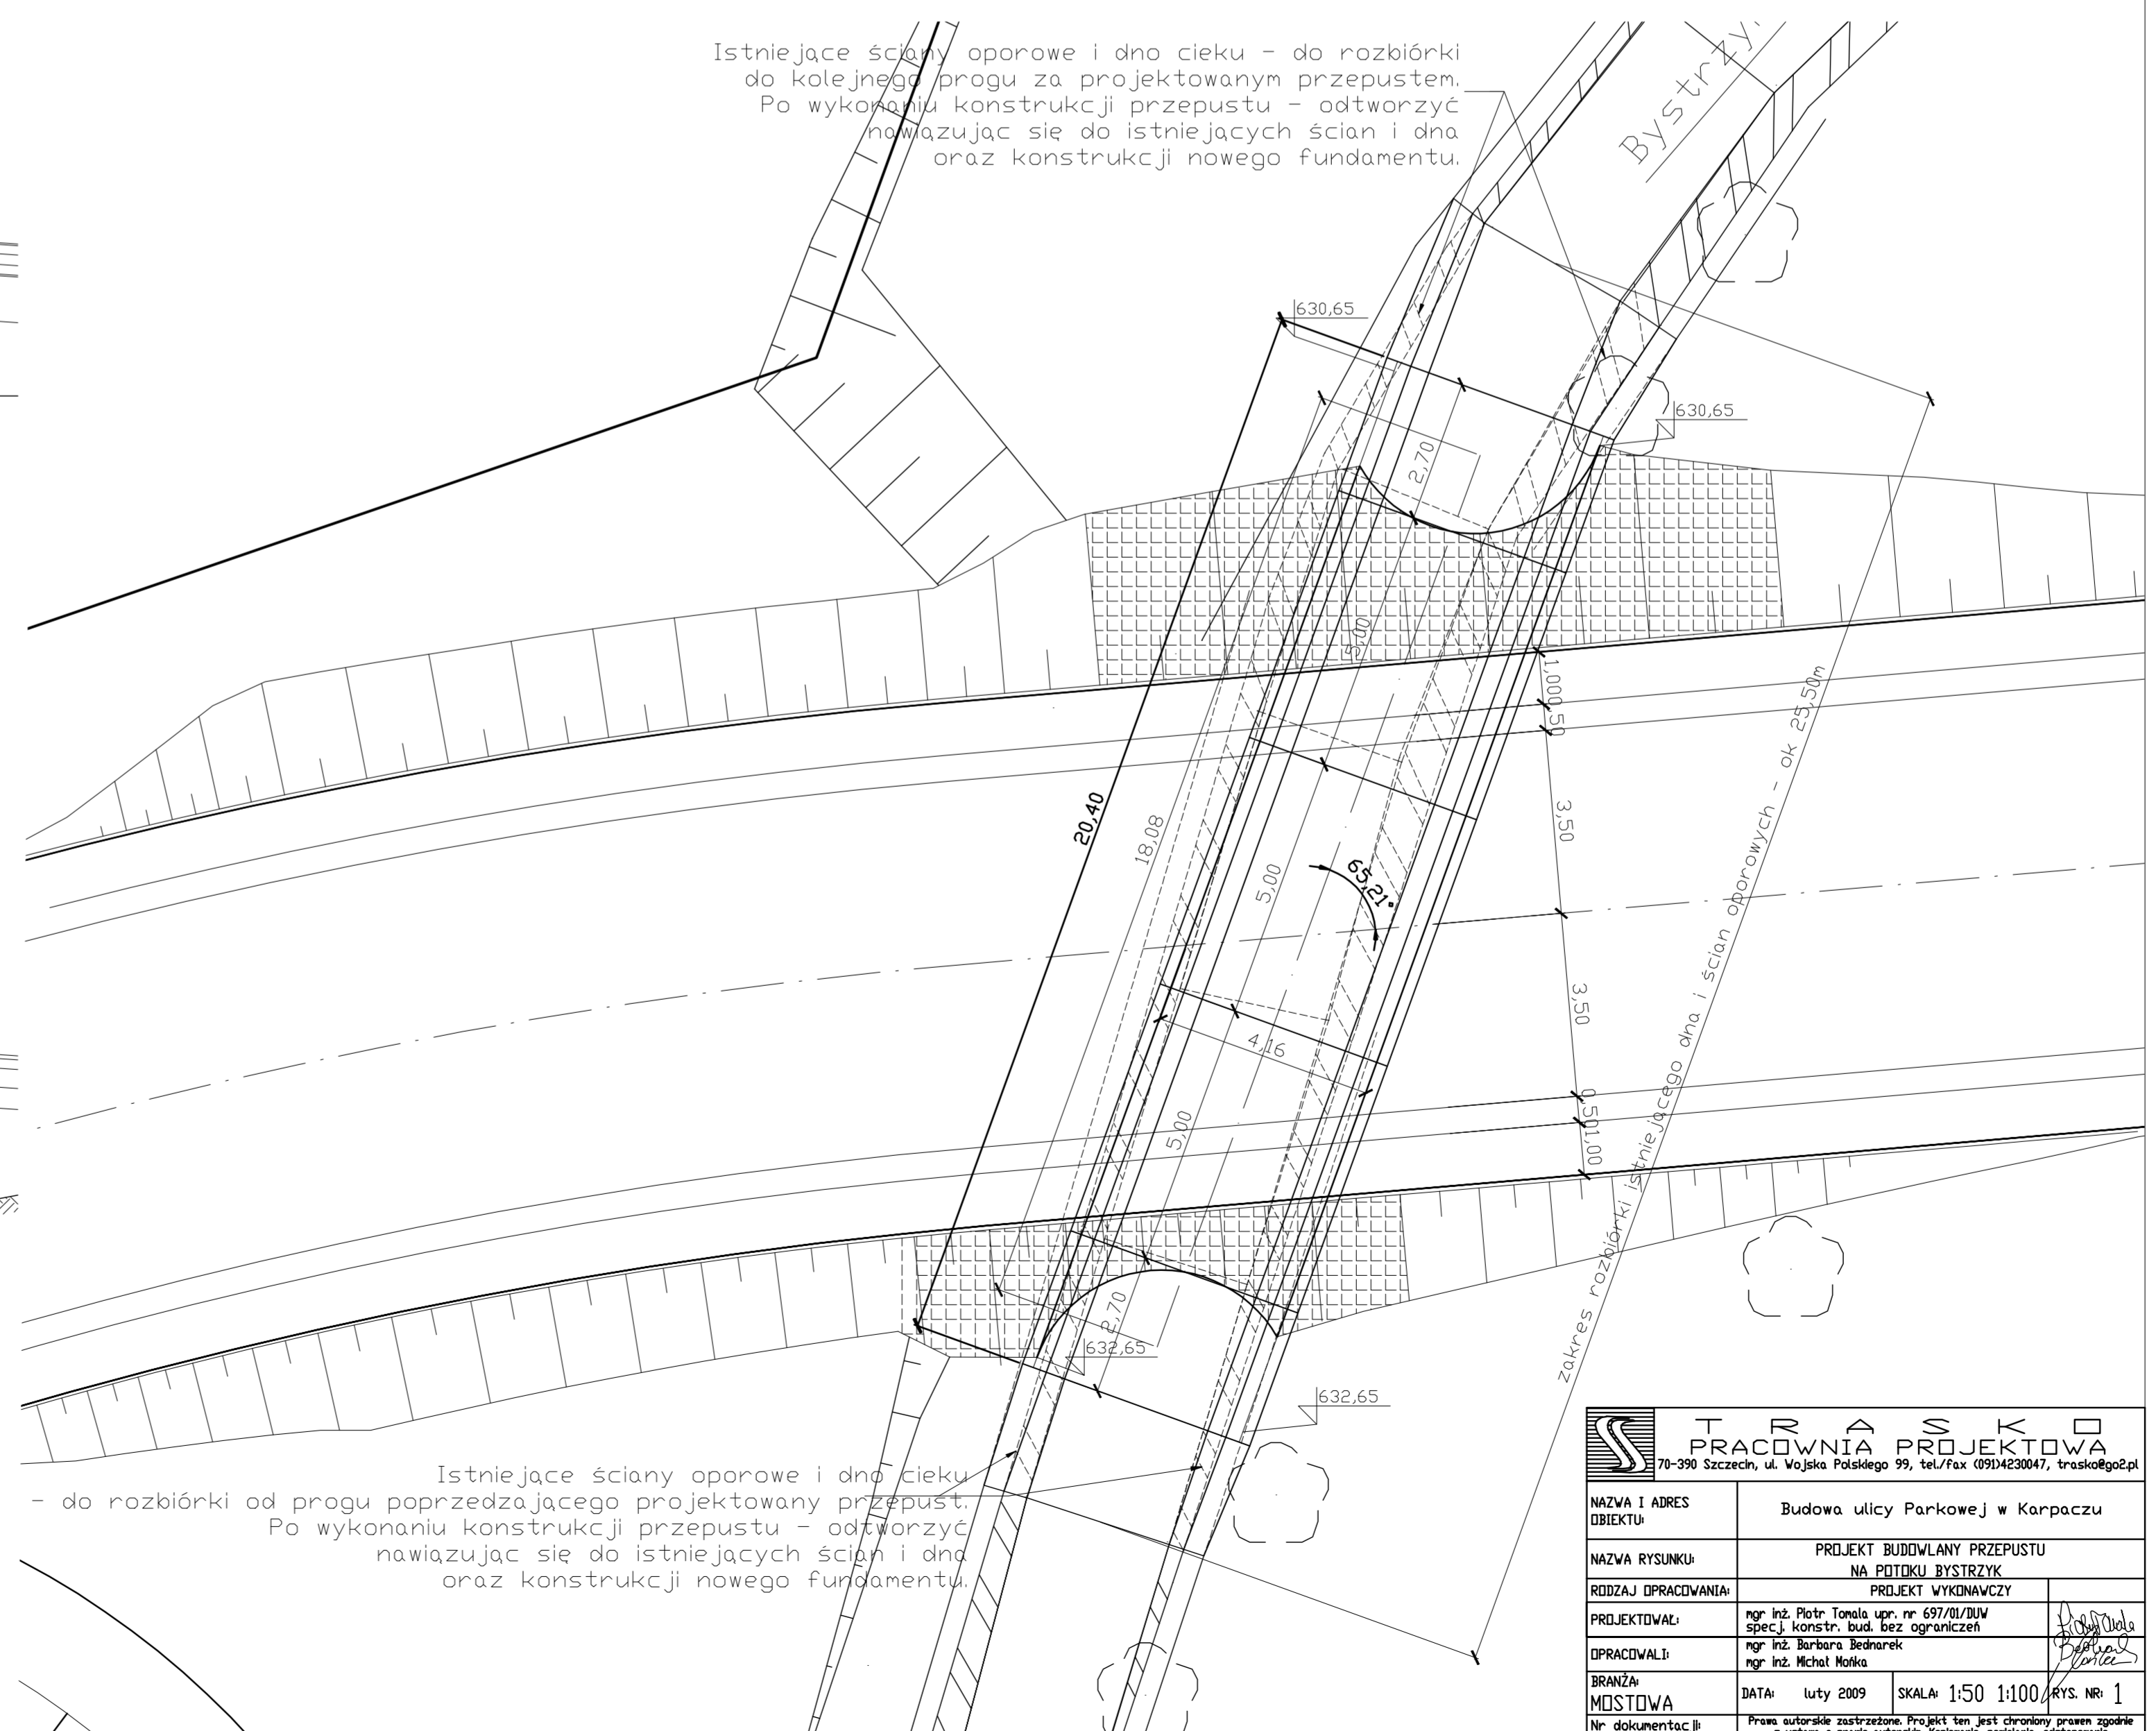 Istniejące ściany oporowe i dno cieku - do rozbiórki
do kolejnego progu za projektowanym przepustem.
Po wykonaniu konstrukcji przepustu - odtworzyć
nawiązując się do istniejących ścian i dna
oraz konstrukcji nowego fundamentu.
630,65
630,65
2,70
5,00
1,00
0,50
20,40
18,08
3,50
5,00
65,21°
zakres rozbiórki istniejącego dna i ścian oporowych - ok 25,50m
3,50
4,16
5,00
0,50
1,00
2,70
632,65
632,65
Istniejące ściany oporowe i dno cieku
- do rozbiórki od progu poprzedzającego projektowany przepust.
Po wykonaniu konstrukcji przepustu - odtworzyć
nawiązując się do istniejących ścian i dna
oraz konstrukcji nowego fundamentu.
TRASKO
PRACOWNIA PROJEKTOWA
70-390 Szczecin, ul. Wojska Polskiego 99, tel./fax (091)4230047, trasko@go2.pl
NAZWA I ADRES
OBIEKTU:
Budowa ulicy Parkowej w Karpaczu
NAZWA RYSUNKU:
PROJEKT BUDOWLANY PRZEPUSTU
NA POTOKU BYSTRZYK
RODZAJ OPRACOWANIA:
PROJEKT WYKONAWCZY
PROJEKTOWAŁ:
mgr inż. Piotr Tomala upr. nr 697/01/DUW
specj. konstr. bud. bez ograniczeń
OPRACOWALI:
mgr inż. Barbara Bednarek
mgr inż. Michał Mońka
BRANŻA:
MOSTOWA
DATA: luty 2009
SKALA: 1:50 1:100
RYS. NR: 1
Nr dokumentacji:
Prawa autorskie zastrzeżone. Projekt ten jest chroniony prawem zgodnie